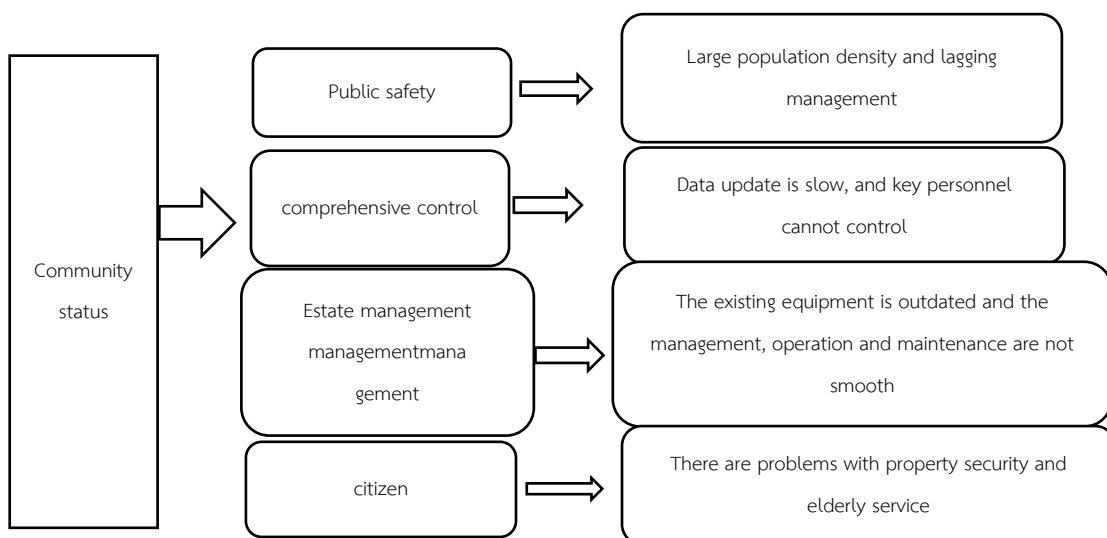 Community
status
Public safety
Large population density and lagging
management
comprehensive control
Data update is slow, and key personnel
cannot control
Estate management
managementmana
gement
The existing equipment is outdated and the
management, operation and maintenance are not
smooth
citizen
There are problems with property security and
elderly service